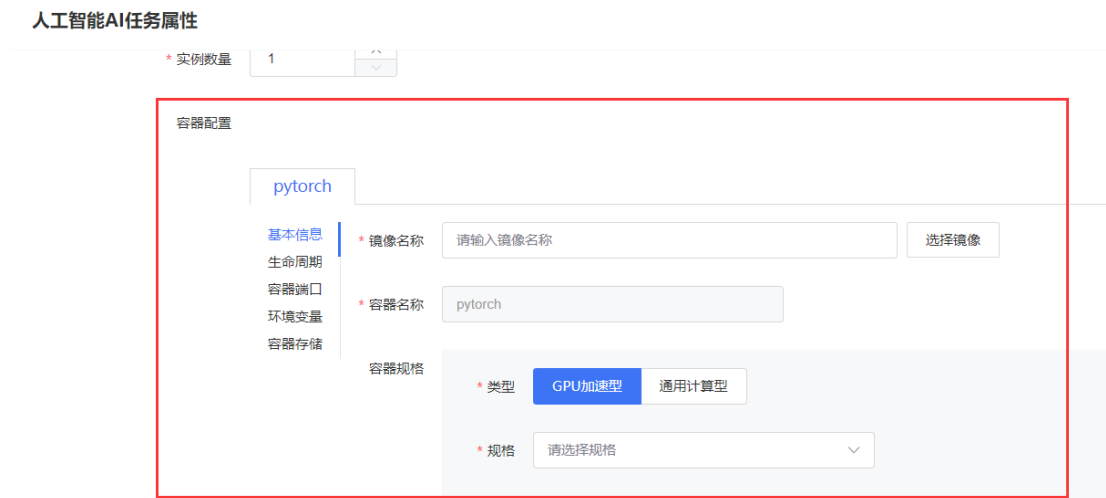 人工智能AI任务属性
* 实例数量 1
容器配置
pytorch
基本信息
生命周期
容器端口
环境变量
容器存储
* 镜像名称 请输入镜像名称 选择镜像
* 容器名称 pytorch
容器规格
* 类型 GPU加速型 通用计算型
* 规格 请选择规格